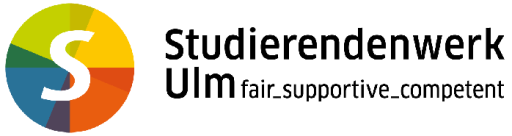 S
Studierendenwerk
Ulm fair_supportive_competent